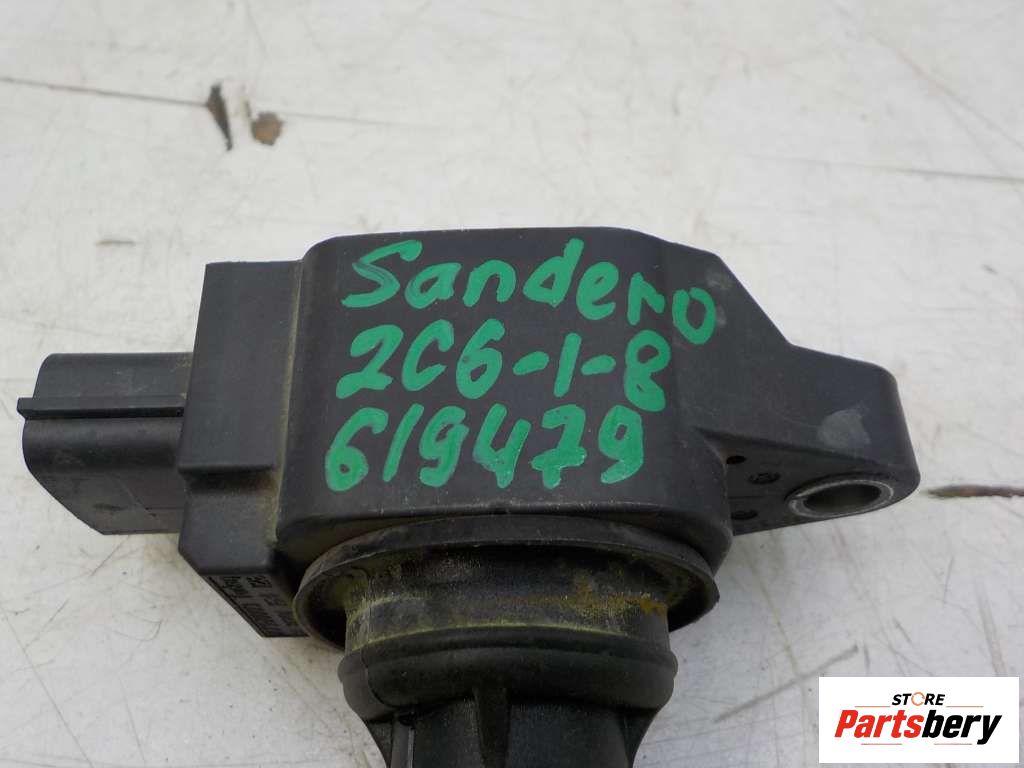 Sandero
2C6-1-8
619479
STORE
Partsbery